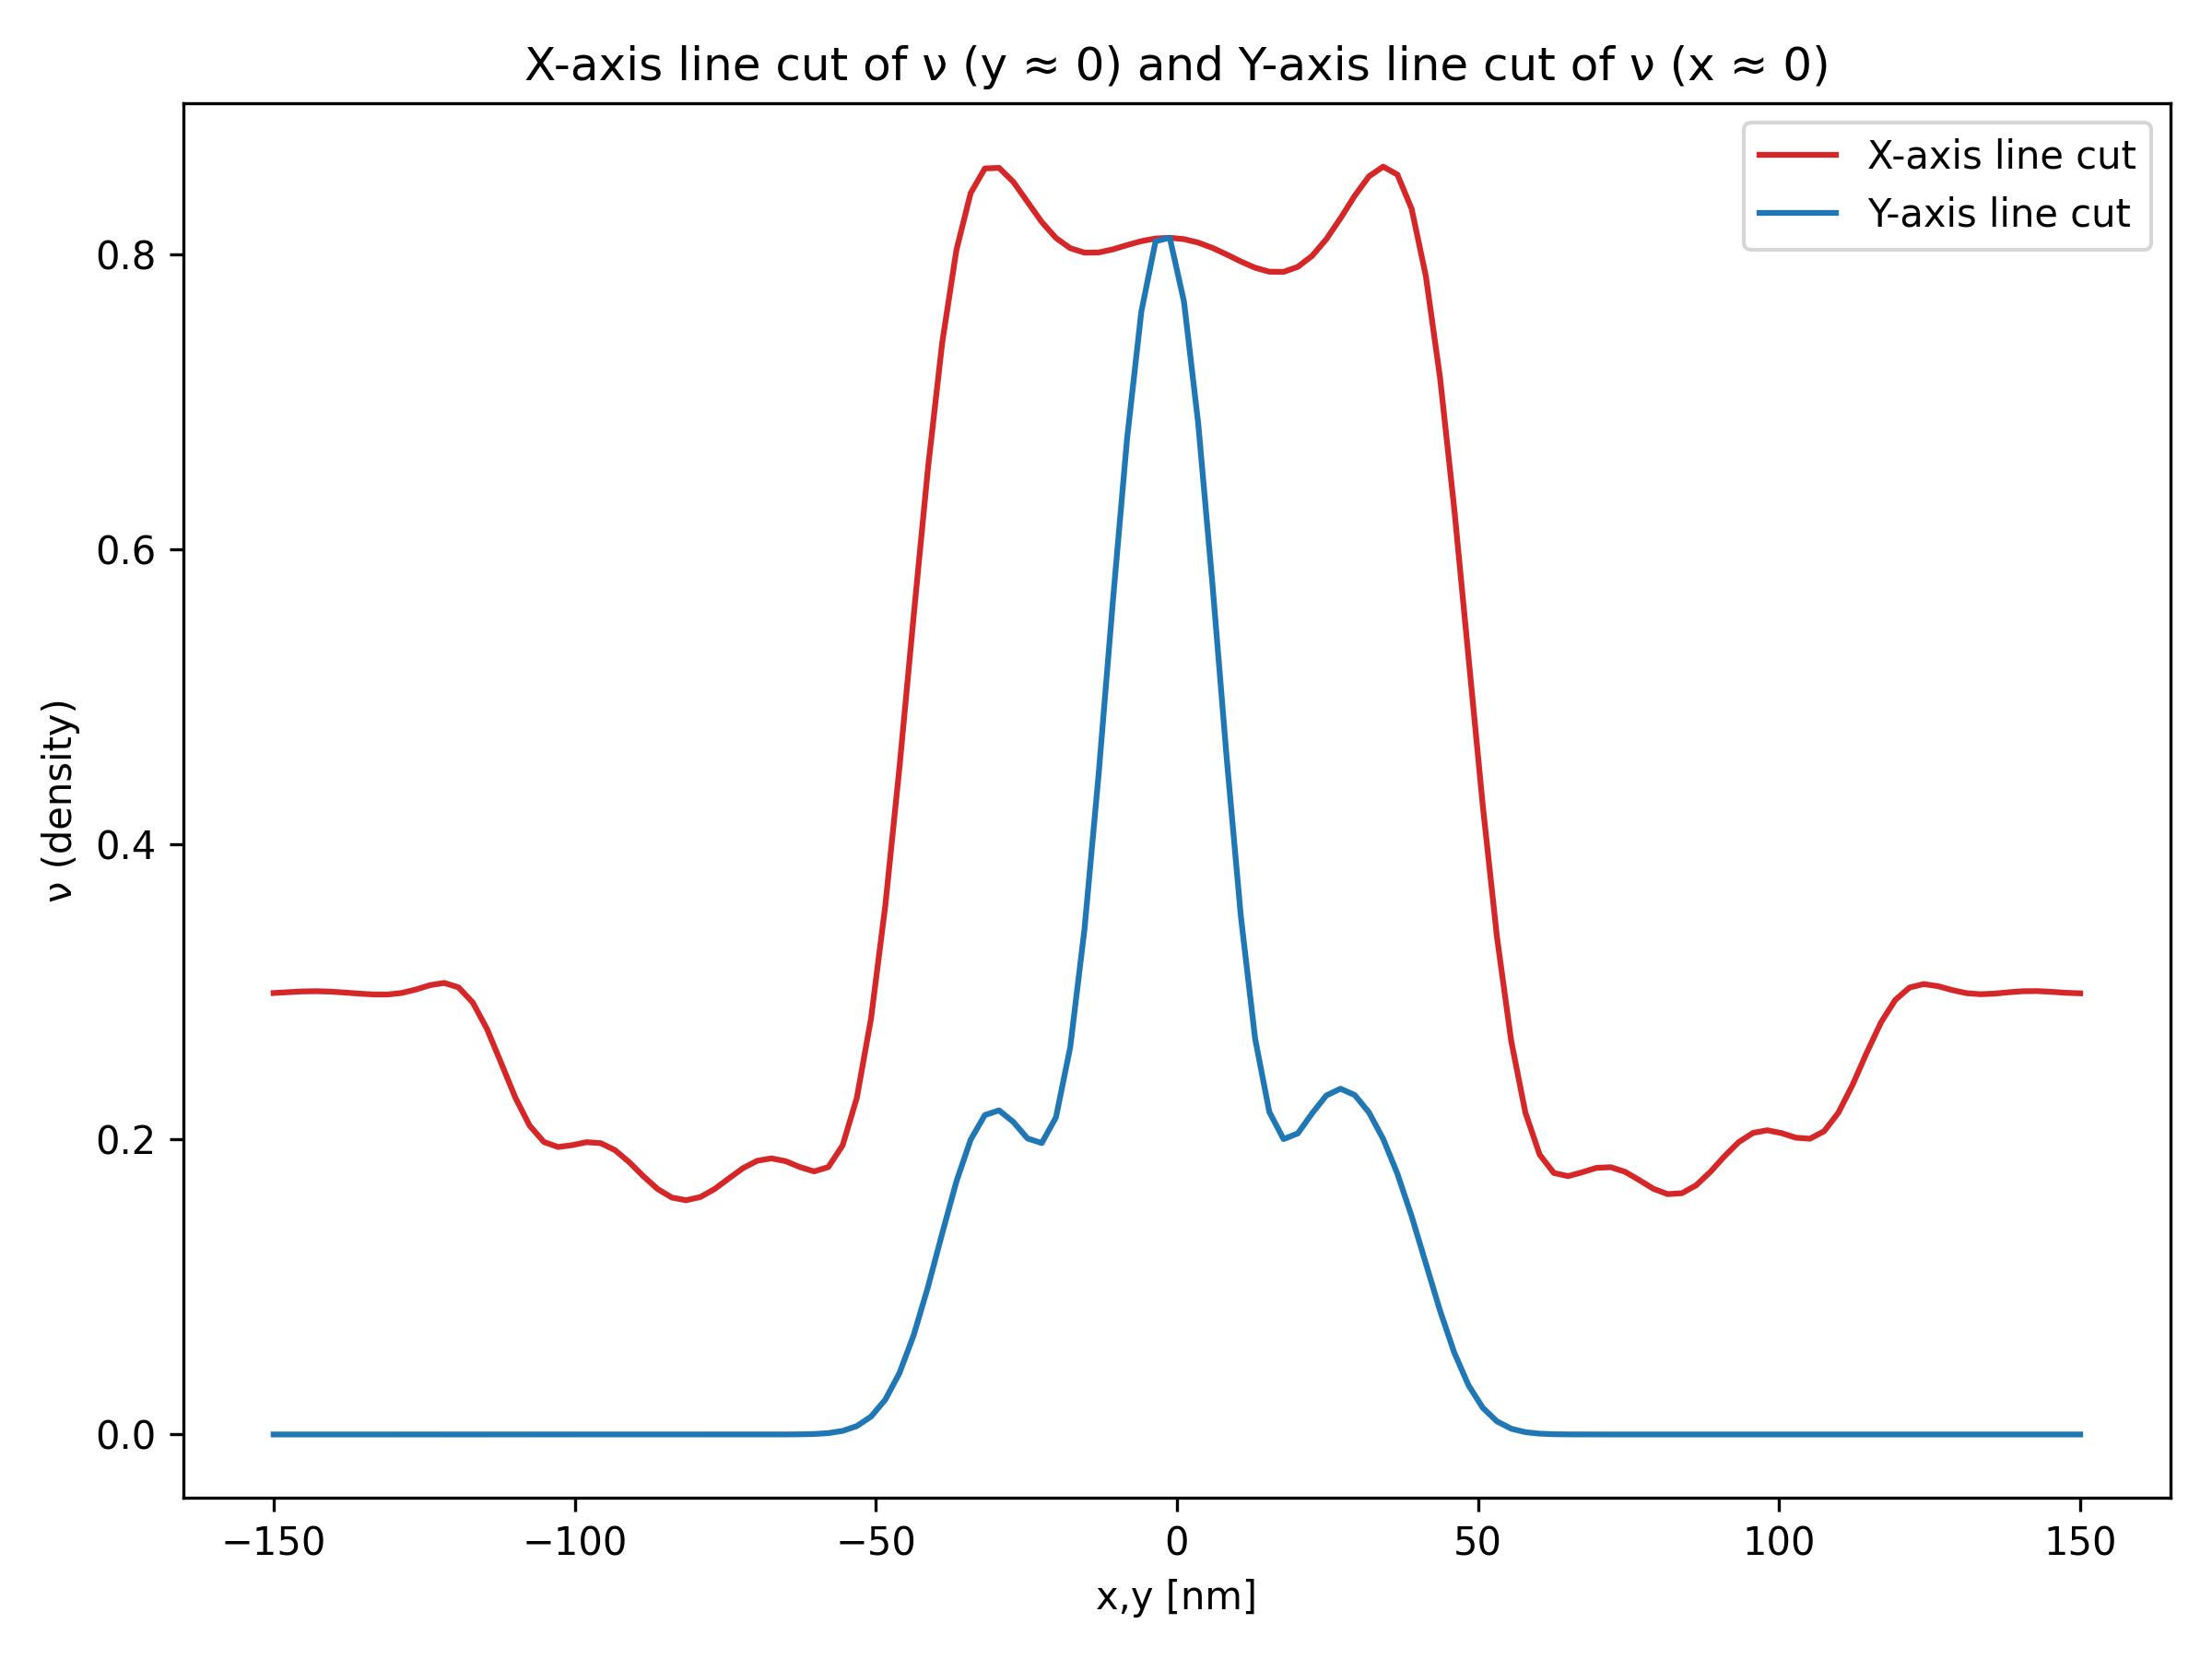 X-axis line cut of ν (y ≈ 0) and Y-axis line cut of ν (x ≈ 0)
X-axis line cut
Y-axis line cut
ν (density)
0.8
0.6
0.4
0.2
0.0
−150
−100
−50
0
50
100
150
x,y [nm]